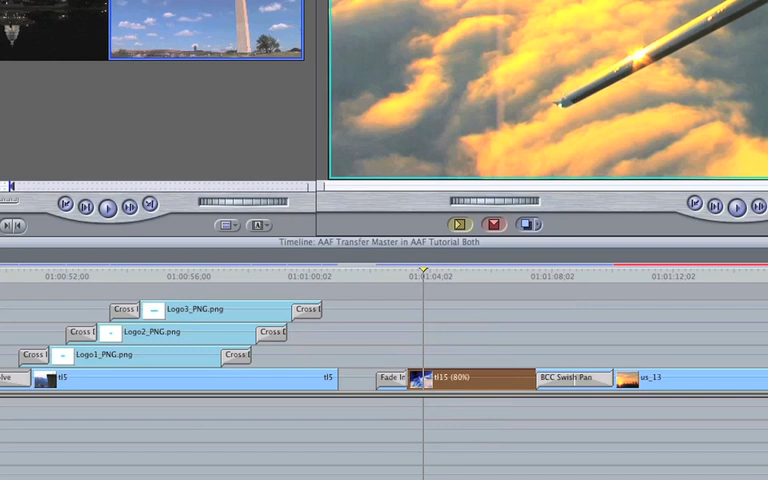 A
Timeline: AAF Transfer Master in AAF Tutorial Both
01:00:52;00 01:00:56;00 01:01:00;02 01:01:04;02 01:01:08;02 01:01:12;02
Cross D Logo3_PNG.png Cross D
Cross D Logo2_PNG.png Cross D
Cross D Logo1_PNG.png Cross D
lve tl5 tl5 Fade In tl15 (80%) BCC Swish Pan us_13